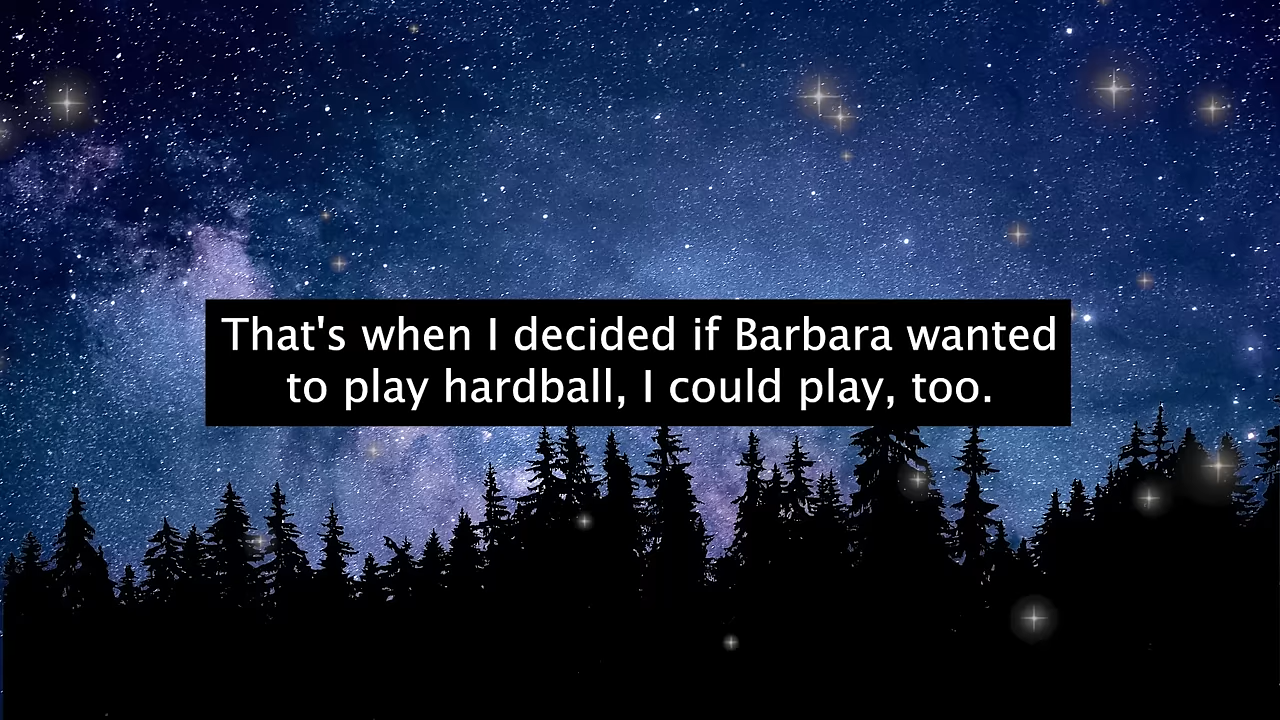 That's when I decided if Barbara wanted
to play hardball, I could play, too.